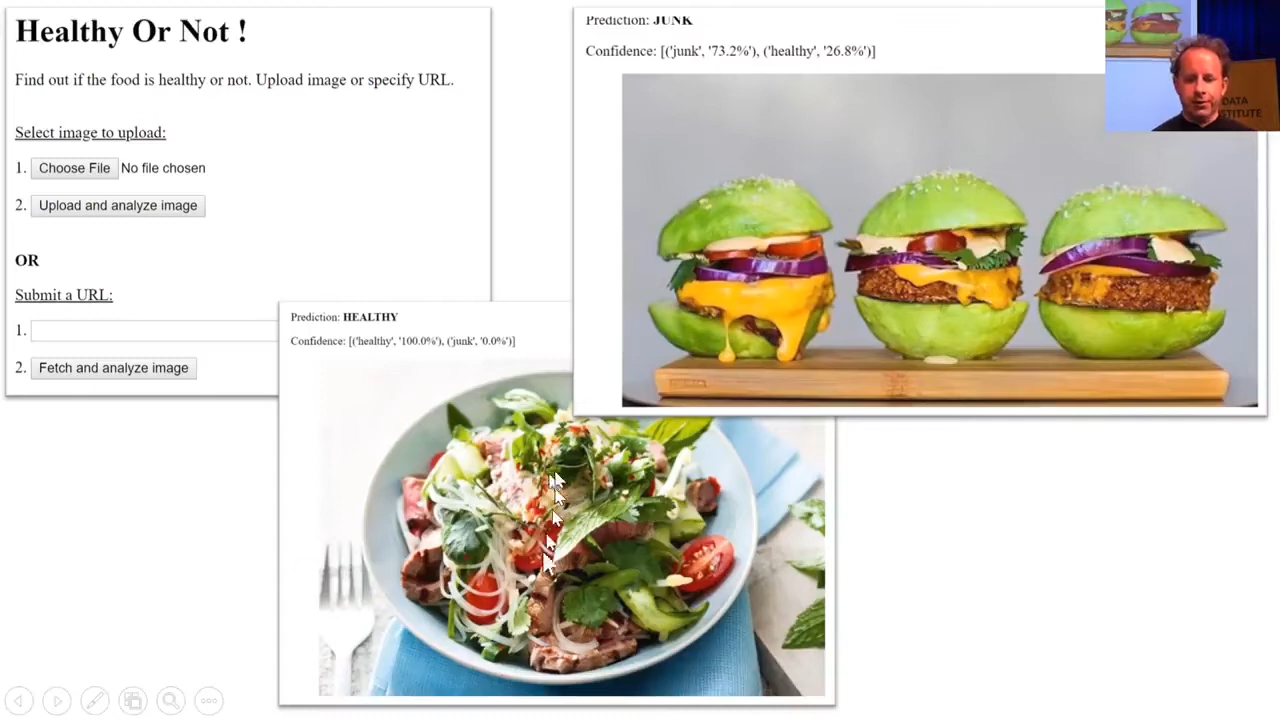 Healthy Or Not !
Find out if the food is healthy or not. Upload image or specify URL.
Select image to upload:
1. Choose File No file chosen
2. Upload and analyze image
OR
Submit a URL:
1.
2. Fetch and analyze image
Prediction: HEALTHY
Confidence: [('healthy', '100.0%'), ('junk', '0.0%')]
Prediction: JUNK
Confidence: [('junk', '73.2%'), ('healthy', '26.8%')]
DATA
STITUTE